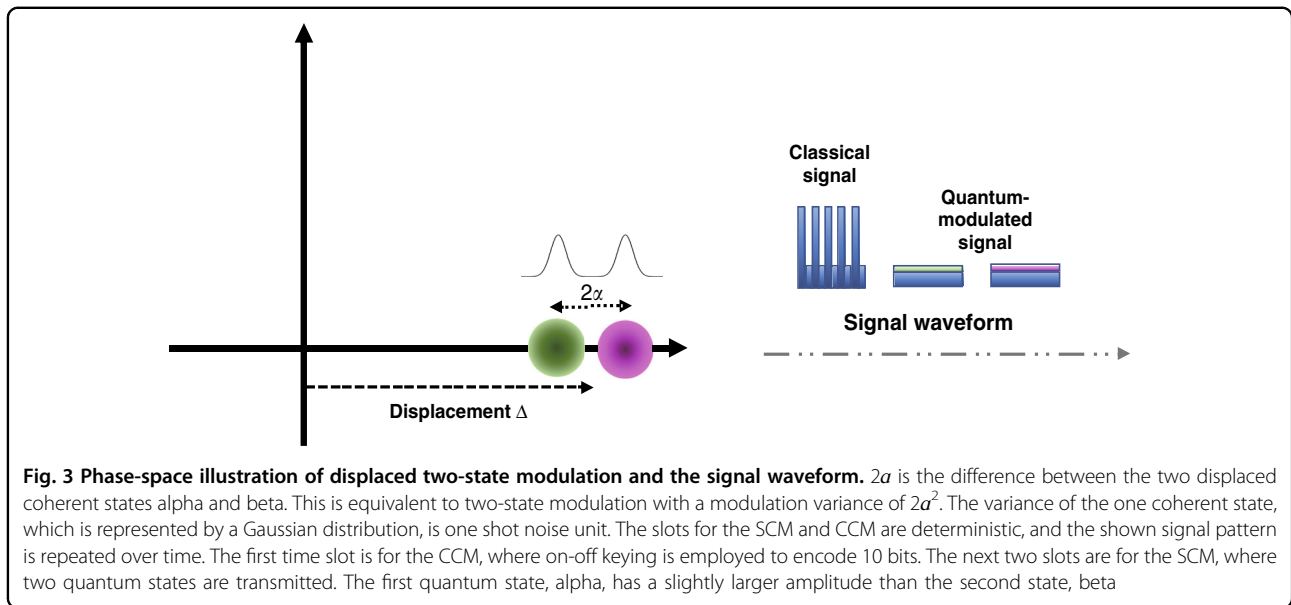 Classical
signal
Quantum-
modulated
signal
2α
Signal waveform
Displacement Δ
Fig. 3 Phase-space illustration of displaced two-state modulation and the signal waveform. 2α is the difference between the two displaced
coherent states alpha and beta. This is equivalent to two-state modulation with a modulation variance of 2α². The variance of the one coherent state,
which is represented by a Gaussian distribution, is one shot noise unit. The slots for the SCM and CCM are deterministic, and the shown signal pattern
is repeated over time. The first time slot is for the CCM, where on-off keying is employed to encode 10 bits. The next two slots are for the SCM, where
two quantum states are transmitted. The first quantum state, alpha, has a slightly larger amplitude than the second state, beta